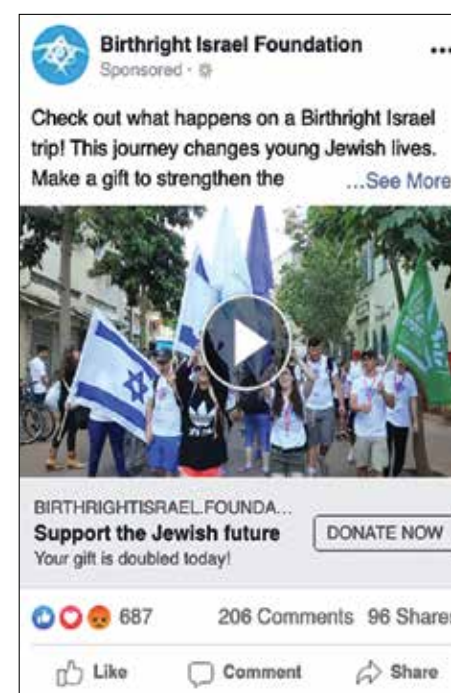 Birthright Israel Foundation
Sponsored ·
Check out what happens on a Birthright Israel
trip! This journey changes young Jewish lives.
Make a gift to strengthen the ...See More
BIRTHRIGHTISRAEL.FOUNDA...
Support the Jewish future
DONATE NOW
Your gift is doubled today!
687 206 Comments 96 Share
Like Comment Share